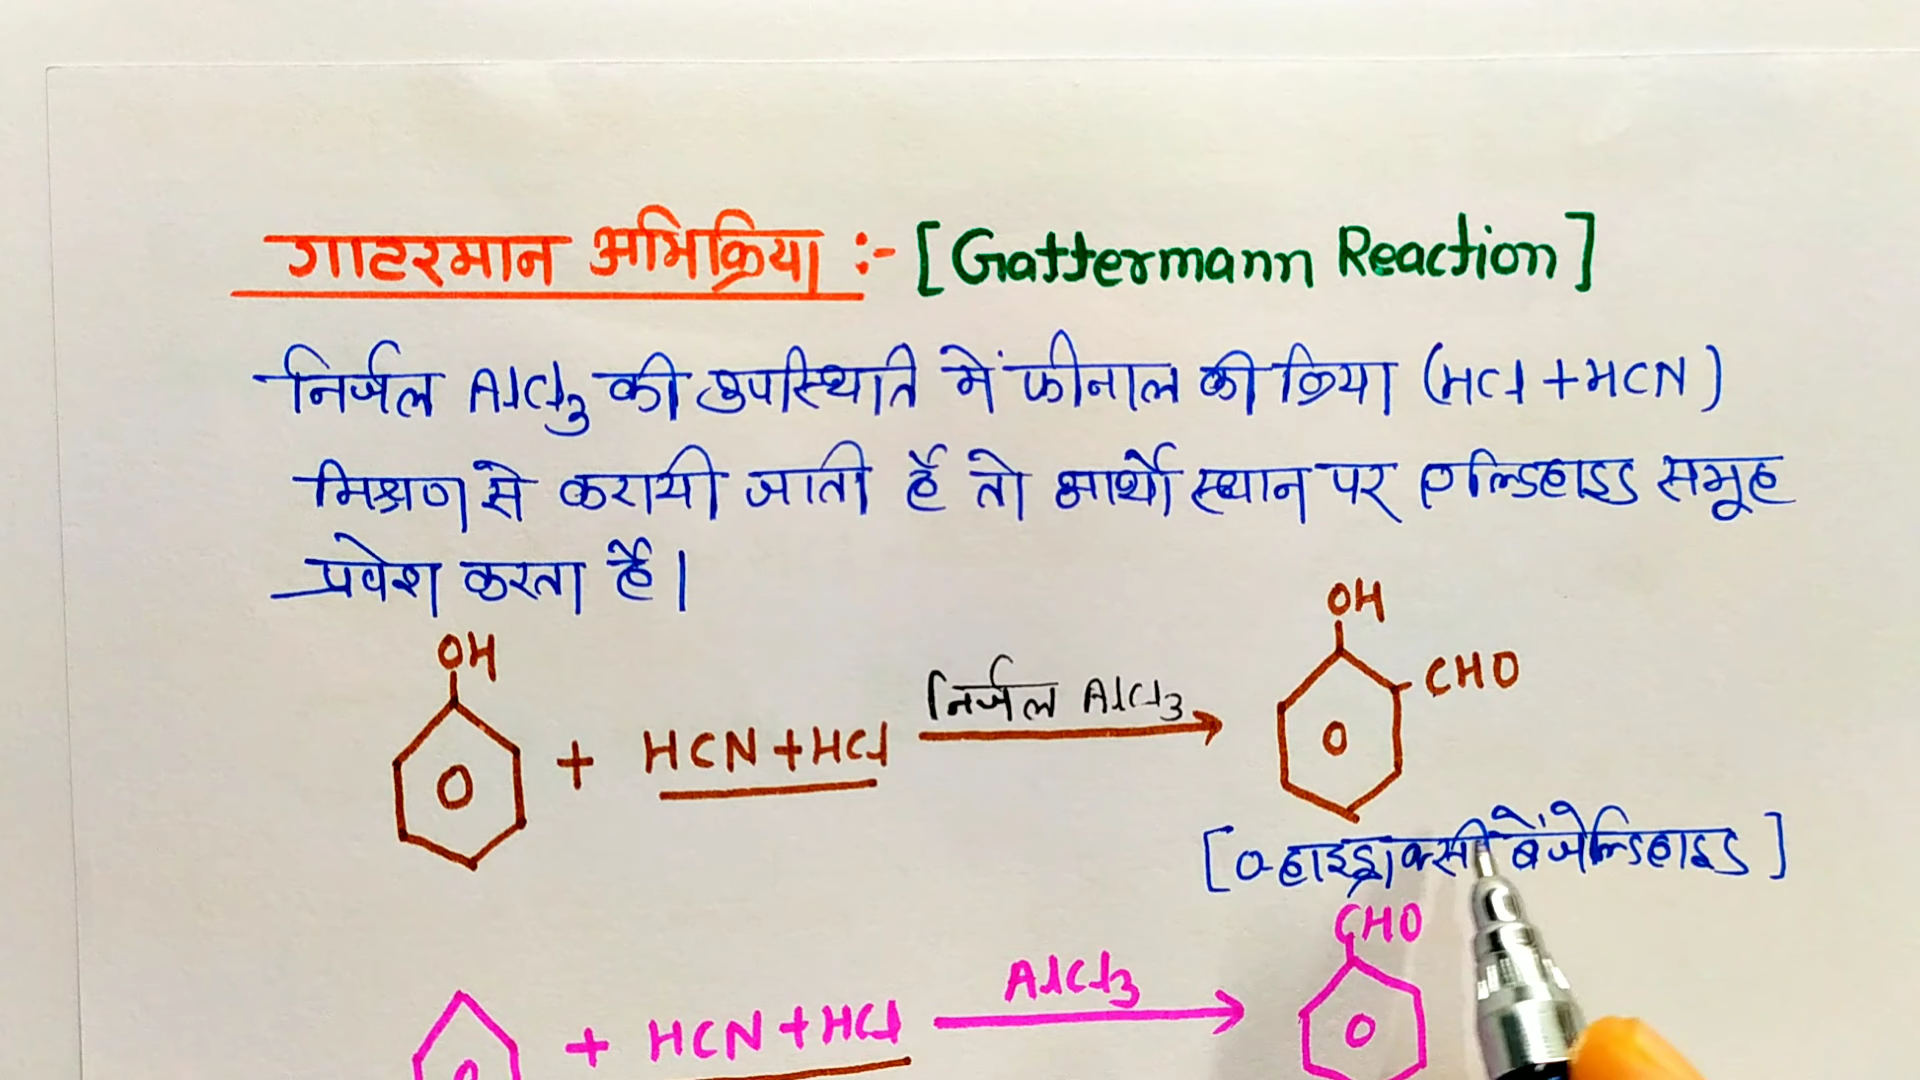 गाटरमान अभिक्रिया :- [Gattermann Reaction]
निर्जल AlCl3 की उपस्थिति में फीनाल की क्रिया (HCl + HCN)
मिश्रण से करायी जाती है तो आर्थो स्थान पर एल्डिहाइड समूह
प्रवेश करता है।
OH
OH
CHO
+ HCN + HCl
निर्जल AlCl3
[o-हाइड्राक्सी बेंजेल्डिहाइड]
CHO
+ HCN + HCl
AlCl3